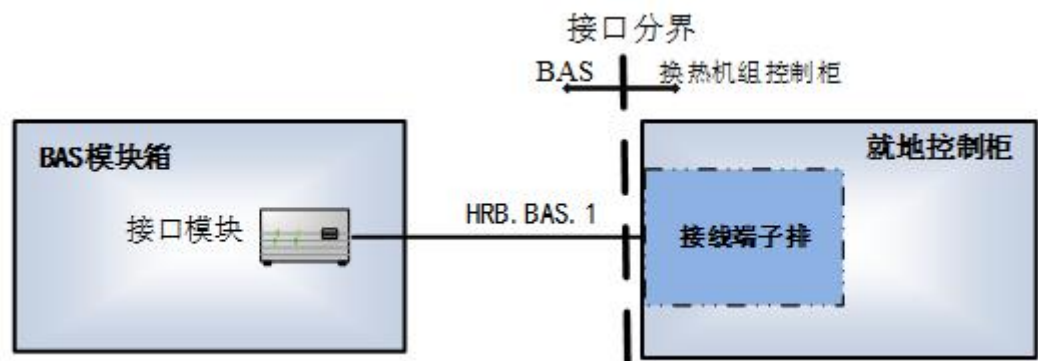 接口分界
BAS 换热机组控制柜
BAS模块箱
就地控制柜
接口模块
HRB.BAS.1
接线端子排